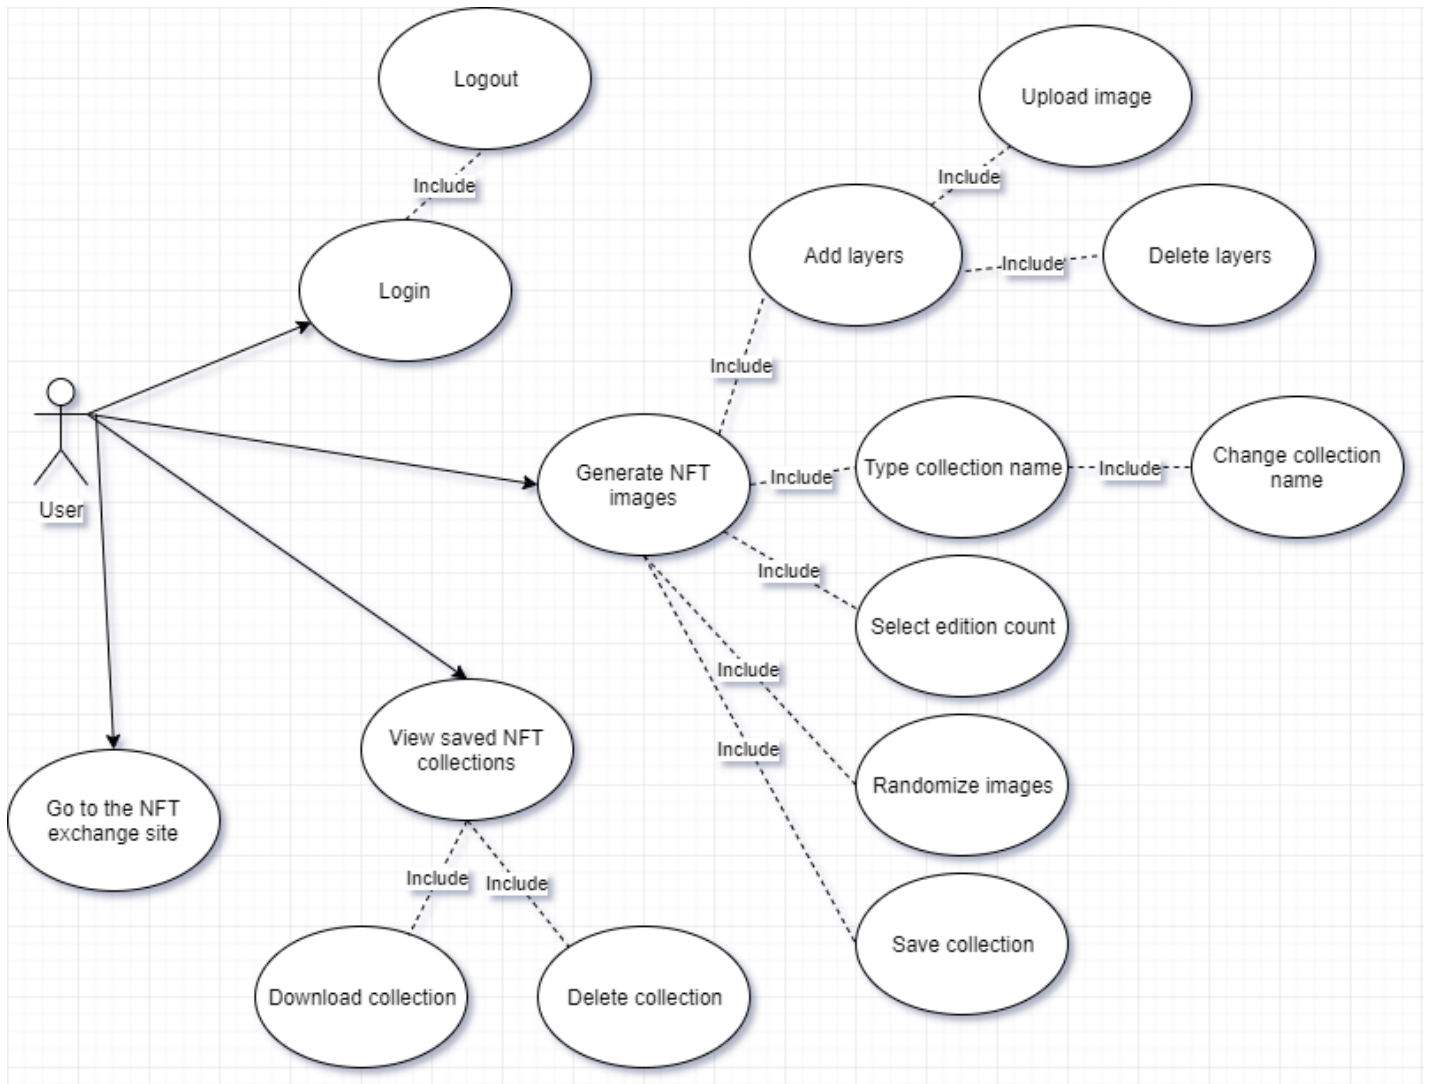 Logout
Upload image
Include
Include
Add layers
Include
Delete layers
Login
Include
User
Generate NFT
images
Include
Type collection name
Include
Change collection
name
Include
Select edition count
Include
Include
Randomize images
View saved NFT
collections
Go to the NFT
exchange site
Include
Include
Save collection
Download collection
Delete collection